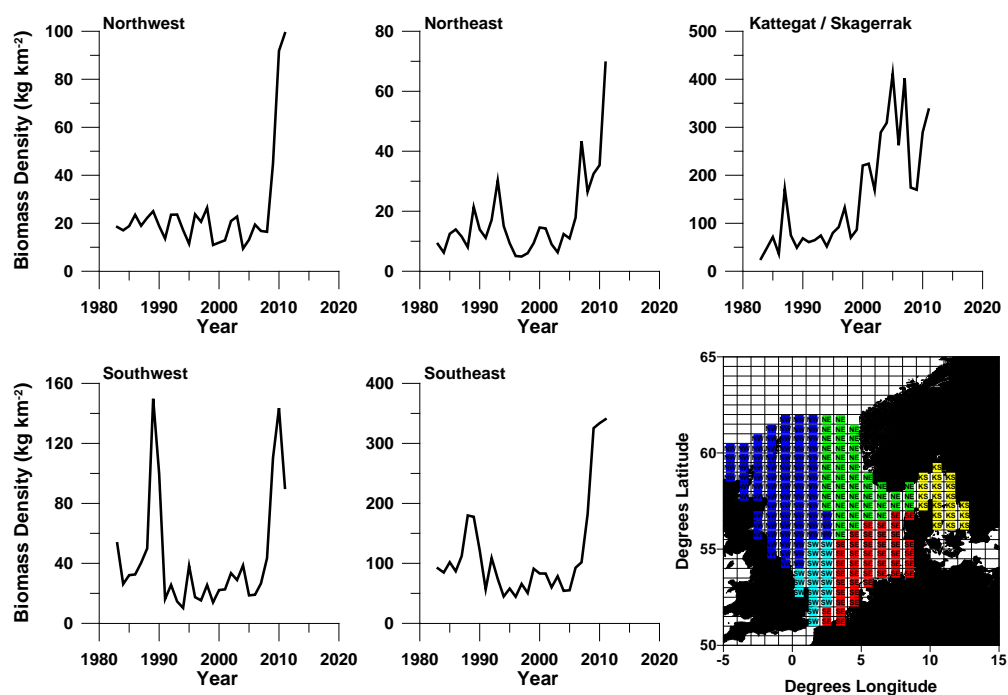 Northwest
Northeast
Kattegat / Skagerrak
Biomass Density (kg km-2)
100
80
60
40
20
0
1980 1990 2000 2010 2020
Year
80
60
40
20
0
1980 1990 2000 2010 2020
Year
500
400
300
200
100
0
1980 1990 2000 2010 2020
Year
Southwest
Southeast
Biomass Density (kg km-2)
160
120
80
40
0
1980 1990 2000 2010 2020
Year
400
300
200
100
0
1980 1990 2000 2010 2020
Year
Degrees Latitude
65
60
55
50
-5 0 5 10 15
Degrees Longitude